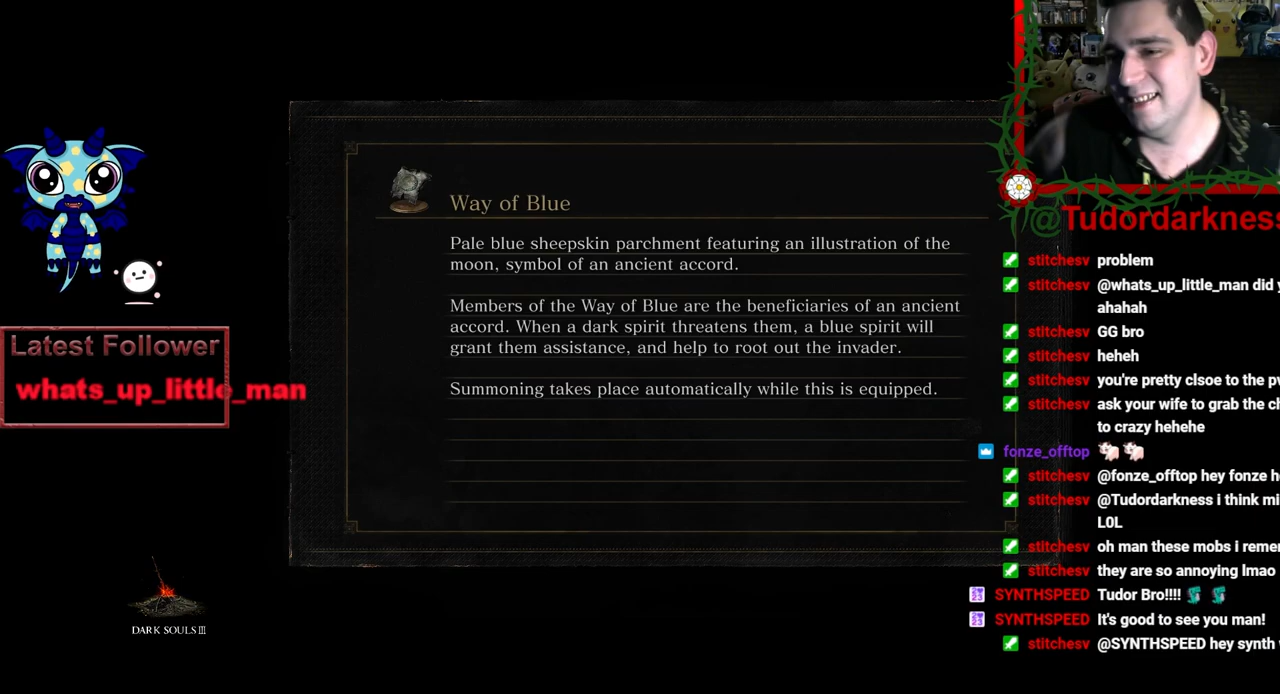 Way of Blue
Pale blue sheepskin parchment featuring an illustration of the
moon, symbol of an ancient accord.
Members of the Way of Blue are the beneficiaries of an ancient
accord. When a dark spirit threatens them, a blue spirit will
grant them assistance, and help to root out the invader.
Summoning takes place automatically while this is equipped.
Latest Follower
whats_up_little_man
DARK SOULS III
@Tudordarkness
stitchesv problem
stitchesv @whats_up_little_man did
ahahah
stitchesv GG bro
stitchesv heheh
stitchesv you're pretty clsoe to the
stitchesv ask your wife to grab the
to crazy hehehe
fonze_offtop
stitchesv @fonze_offtop hey fonze
stitchesv @Tudordarkness i think
LOL
stitchesv oh man these mobs i
stitchesv they are so annoying lmao
SYNTHSPEED Tudor Bro!!!!
SYNTHSPEED It's good to see you man!
stitchesv @SYNTHSPEED hey synth